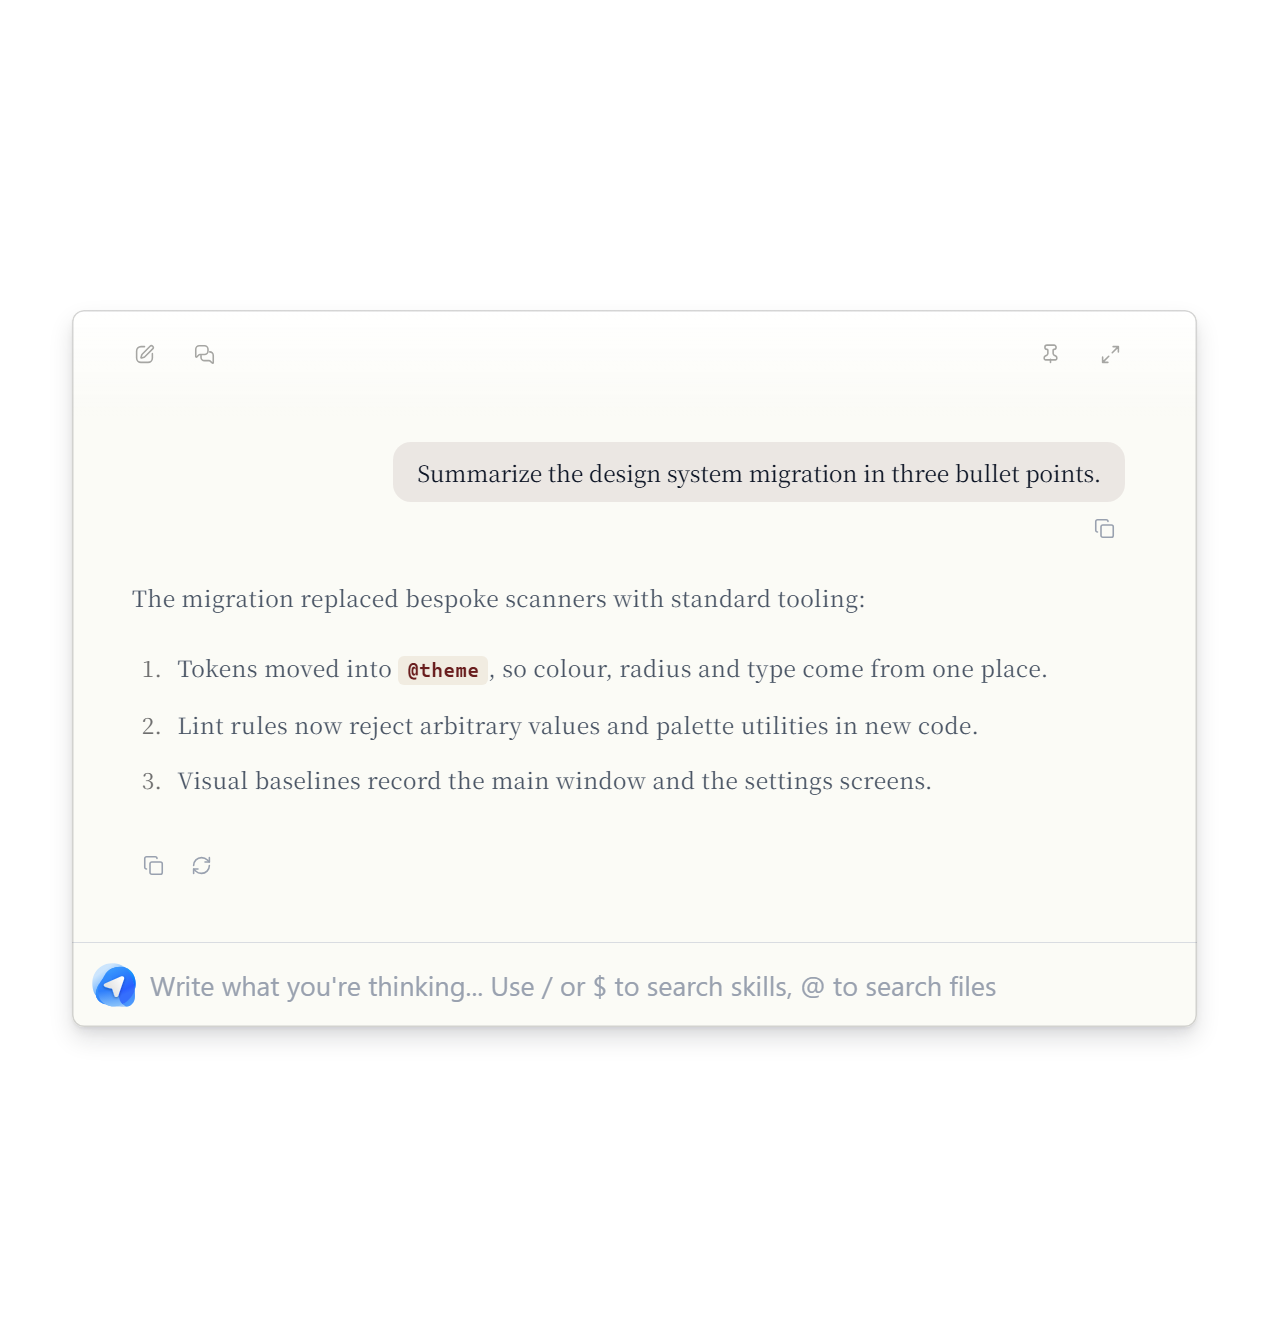 Summarize the design system migration in three bullet points.
The migration replaced bespoke scanners with standard tooling:
1. Tokens moved into @theme, so colour, radius and type come from one place.
2. Lint rules now reject arbitrary values and palette utilities in new code.
3. Visual baselines record the main window and the settings screens.
Write what you're thinking... Use / or $ to search skills, @ to search files